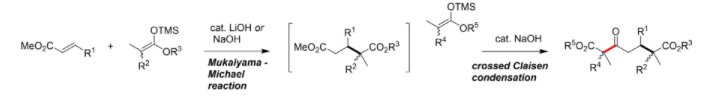 MeO₂C
R¹
+
OTMS
OR³
R²
cat. LiOH or
NaOH
Mukaiyama -
Michael
reaction
MeO₂C
R¹
CO₂R³
R²
OTMS
OR⁵
R⁴
cat. NaOH
crossed Claisen
condensation
R⁵O₂C
O
R¹
CO₂R³
R⁴
R²